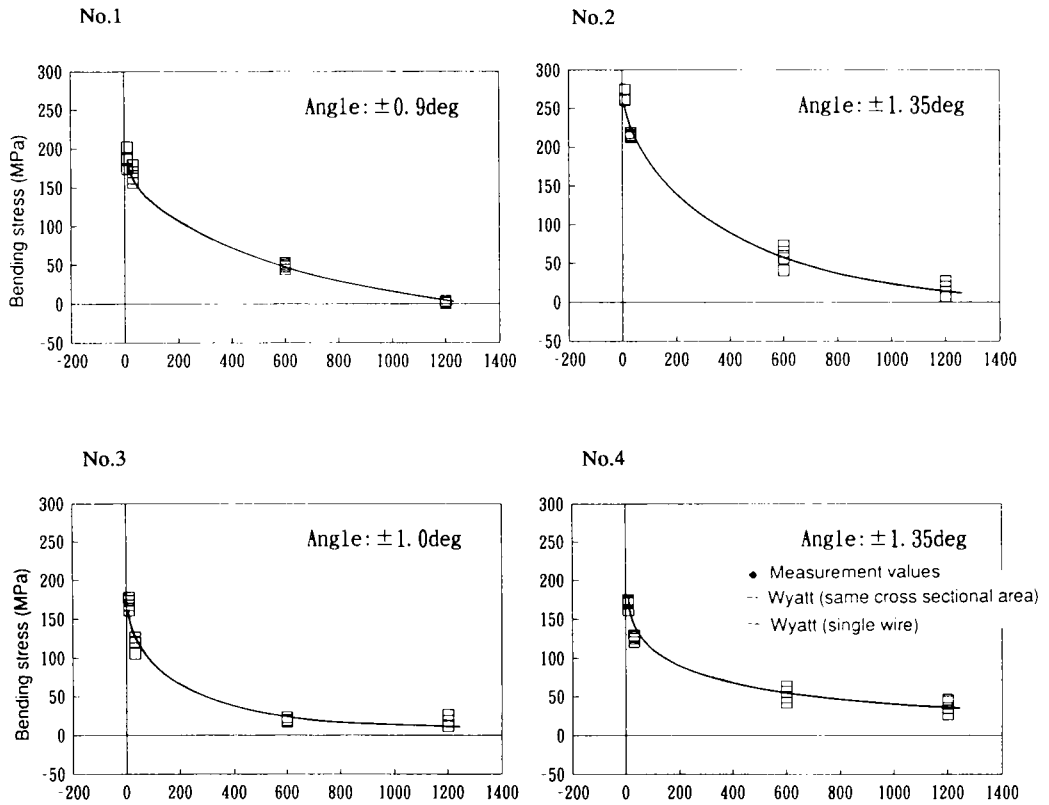 No.1
No.2
300
250
200
150
100
50
0
-50
Bending stress (MPa)
Angle: ±0.9deg
-200 0 200 400 600 800 1000 1200 1400
300
250
200
150
100
50
0
-50
Angle: ±1.35deg
-200 0 200 400 600 800 1000 1200 1400
No.3
No.4
300
250
200
150
100
50
0
-50
Bending stress (MPa)
Angle: ±1.0deg
-200 0 200 400 600 800 1000 1200 1400
300
250
200
150
100
50
0
-50
Angle: ±1.35deg
Measurement values
Wyatt (same cross sectional area)
Wyatt (single wire)
-200 0 200 400 600 800 1000 1200 1400